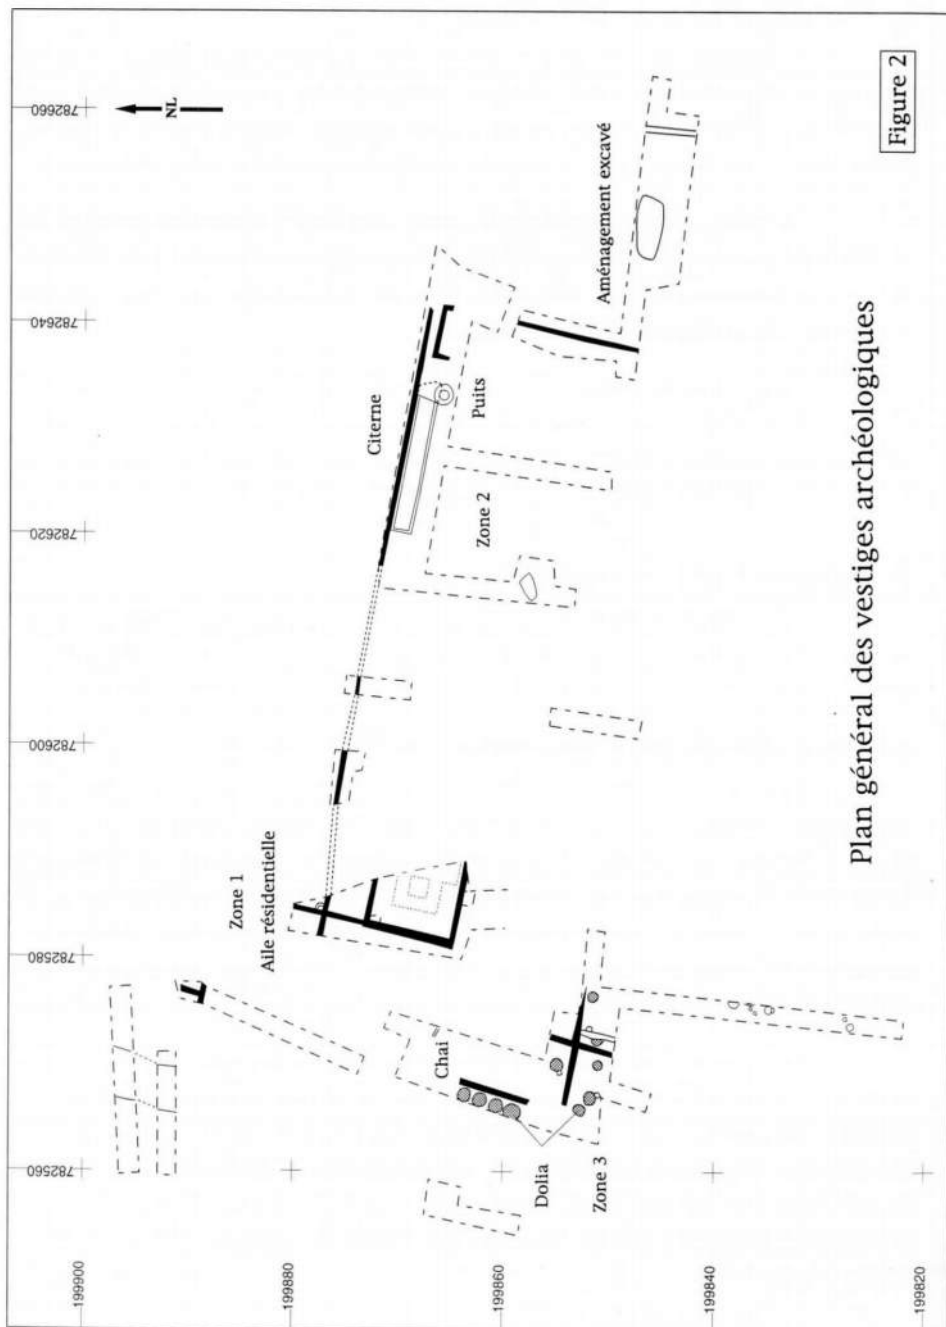 782560
782580
782600
782620
782640
782660
199900
199880
199860
199840
199820
NL
Zone 1
Aile résidentielle
Citerne
Puits
Zone 2
Aménagement excavé
Chai
Dolia
Zone 3
Plan général des vestiges archéologiques
Figure 2